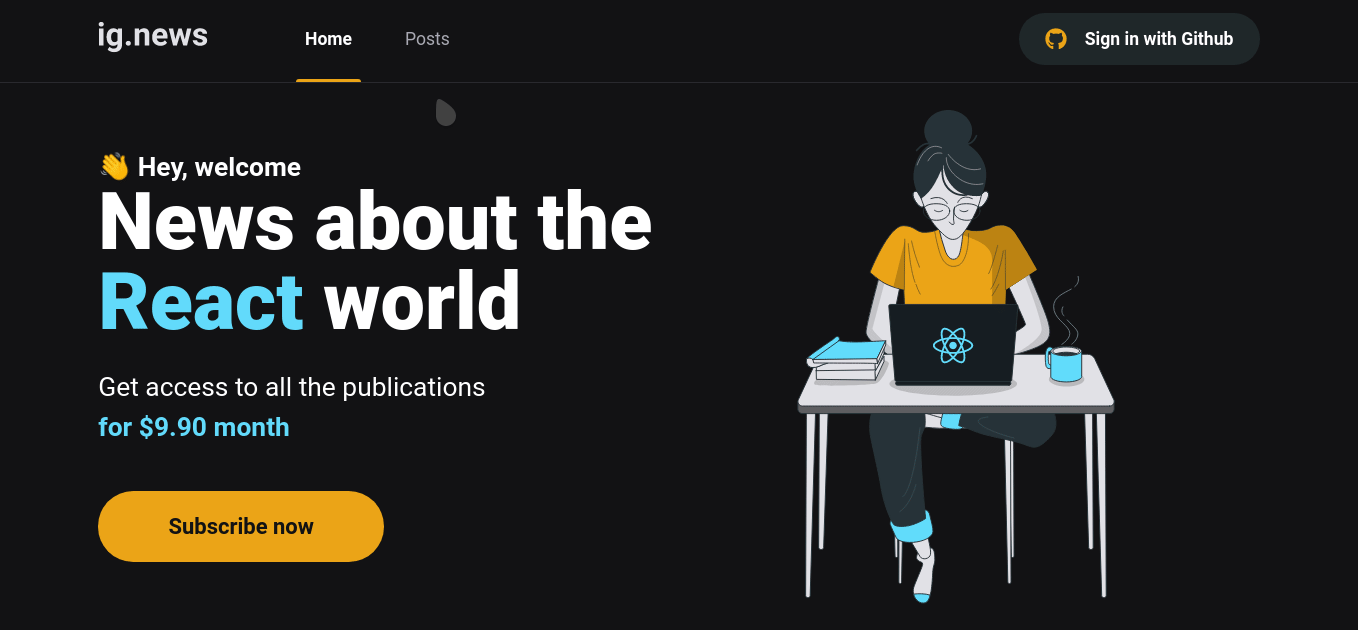 ig.news
Home
Posts
Sign in with Github
👋 Hey, welcome
News about the
React world
Get access to all the publications
for $9.90 month
Subscribe now